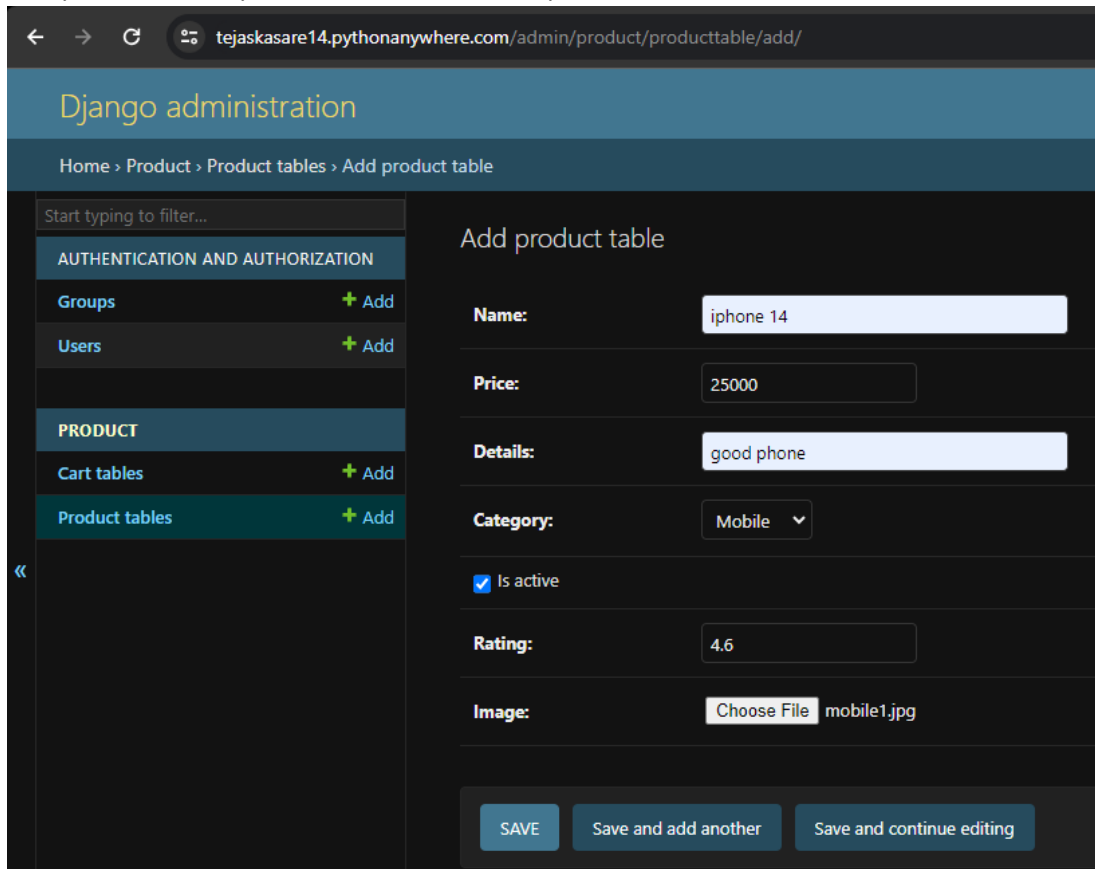 tejaskasare14.pythonanywhere.com/admin/product/producttable/add/
Django administration
Home › Product › Product tables › Add product table
Start typing to filter...
AUTHENTICATION AND AUTHORIZATION
Groups + Add
Users + Add
PRODUCT
Cart tables + Add
Product tables + Add
«
Add product table
Name: iphone 14
Price: 25000
Details: good phone
Category: Mobile
Is active
Rating: 4.6
Image: Choose File mobile1.jpg
SAVE Save and add another Save and continue editing